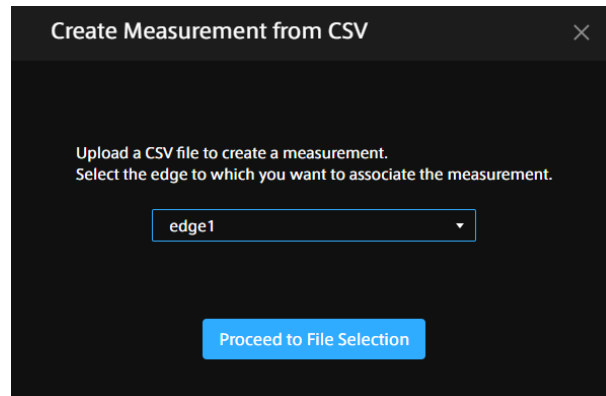 Create Measurement from CSV
Upload a CSV file to create a measurement.
Select the edge to which you want to associate the measurement.
edge1
Proceed to File Selection